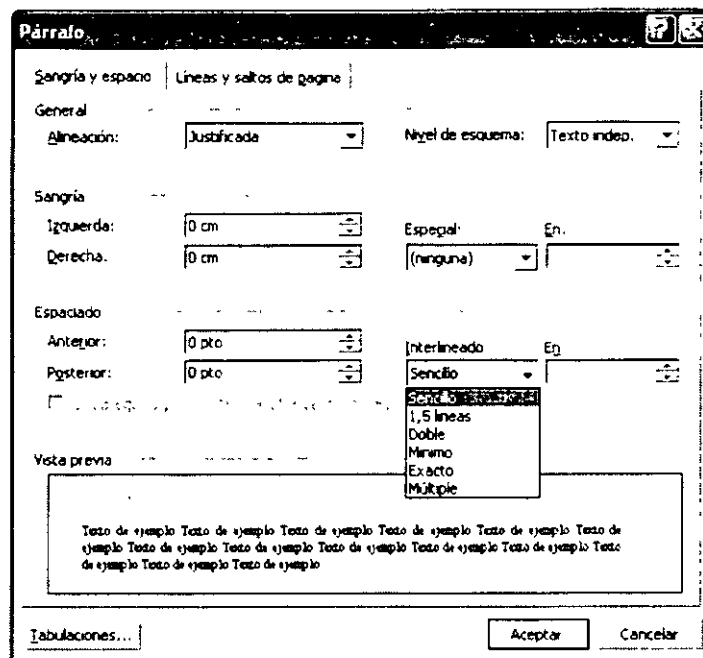 Párrafo
Sangría y espacio Líneas y saltos de pagina
General
Alineación: Justificada Nivel de esquema: Texto indep.
Sangría
Izquierda: 0 cm Especial: En.
Derecha. 0 cm (ninguna)
Espaciado
Anterior: 0 pto Interlineado En
Posterior: 0 pto Sencillo
Sencillo
1,5 lineas
Doble
Minimo
Exacto
Múltiple
Vista previa
Texto de ejemplo Texto de ejemplo Texto de ejemplo Texto de ejemplo Texto de ejemplo Texto de
ejemplo Texto de ejemplo Texto de ejemplo Texto de ejemplo Texto de ejemplo Texto de ejemplo Texto
de ejemplo Texto de ejemplo Texto de ejemplo
Tabulaciones... Aceptar Cancelar